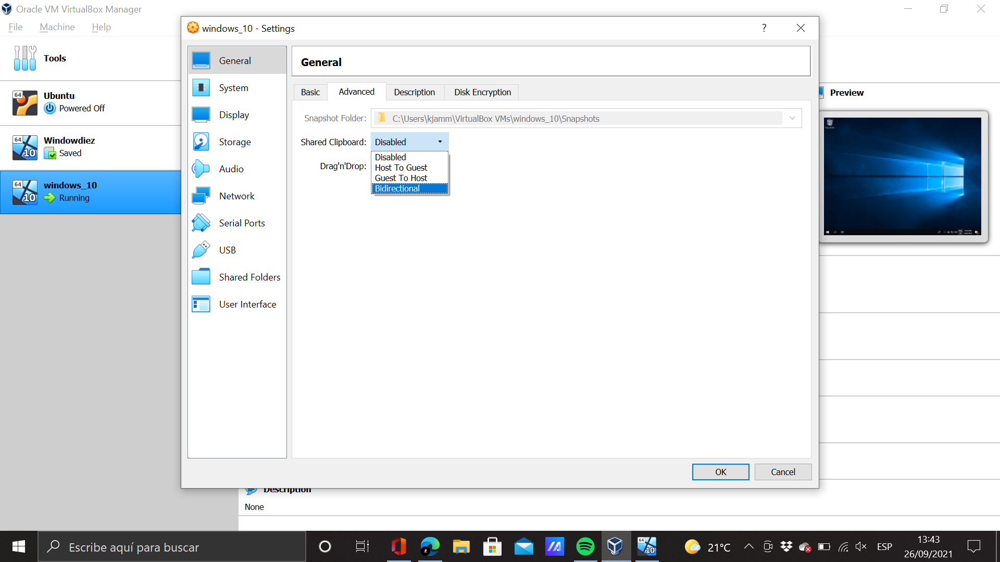 Oracle VM VirtualBox Manager
File Machine Help
Tools
64
Ubuntu
Powered Off
64
10
Windowdiez
Saved
64
10
windows_10
Running
windows_10 - Settings
?
General
System
Display
Storage
Audio
Network
Serial Ports
USB
Shared Folders
User Interface
General
Basic Advanced Description Disk Encryption
Snapshot Folder: C:\Users\kjamm\VirtualBox VMs\windows_10\Snapshots
Shared Clipboard: Disabled
Disabled
Host To Guest
Guest To Host
Bidirectional
Drag'n'Drop:
OK Cancel
Preview
Description
None
Escribe aquí para buscar
64
10
21°C
ESP
13:43
26/09/2021